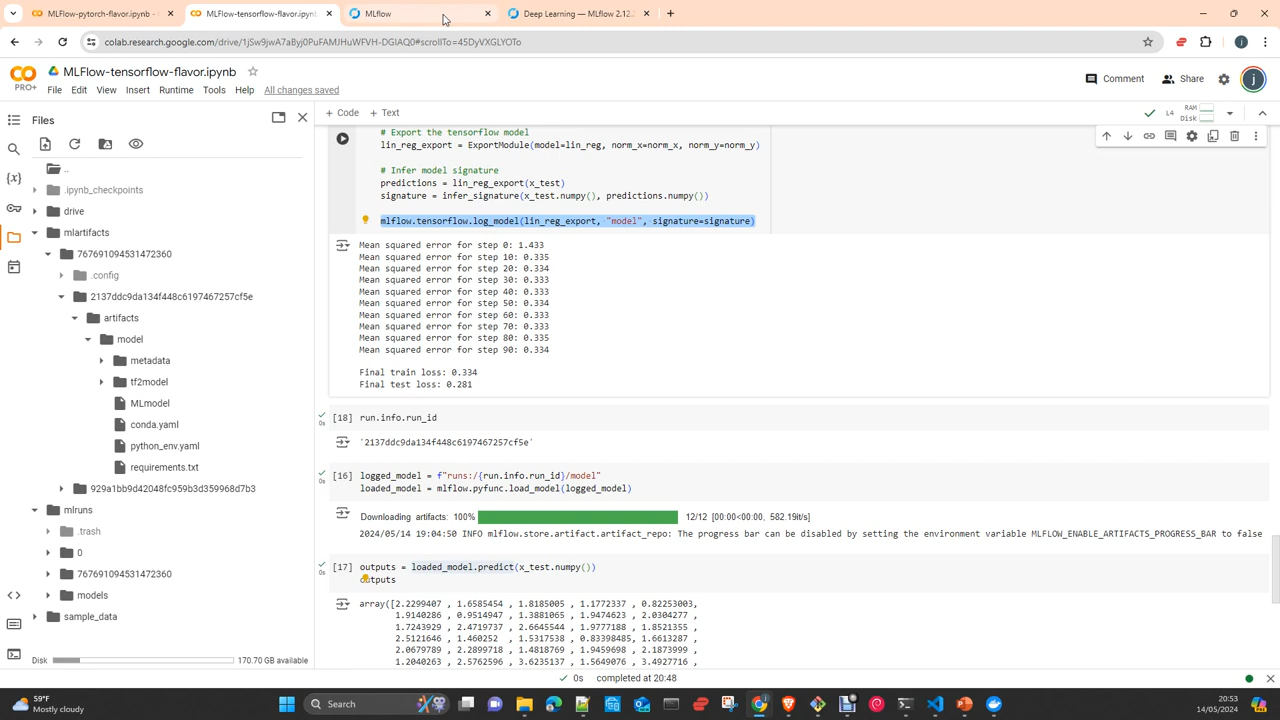 MLFlow-pytorch-flavor.ipynb -
MLFlow-tensorflow-flavor.ipynb
MLflow
Deep Learning — MLflow 2.12.
colab.research.google.com/drive/1jSw9jwA7aByj0PuFAMJHuWFVH-DGIAQ0#scrollTo=45DyVXGLYOTo
PRO+
MLFlow-tensorflow-flavor.ipynb
File Edit View Insert Runtime Tools Help All changes saved
Comment Share
j
Files
+ Code + Text
L4 RAM Disk
..
.ipynb_checkpoints
drive
mlartifacts
767691094531472360
.config
2137ddc9da134f448c6197467257cf5e
artifacts
model
metadata
tf2model
MLmodel
conda.yaml
python_env.yaml
requirements.txt
929a1bb9d42048fc959b3d359968d7b3
mlruns
.trash
0
767691094531472360
models
sample_data
Disk 170.70 GB available
# Export the tensorflow model
lin_reg_export = ExportModule(model=lin_reg, norm_x=norm_x, norm_y=norm_y)
# Infer model signature
predictions = lin_reg_export(x_test)
signature = infer_signature(x_test.numpy(), predictions.numpy())
mlflow.tensorflow.log_model(lin_reg_export, "model", signature=signature)
Mean squared error for step 0: 1.433
Mean squared error for step 10: 0.335
Mean squared error for step 20: 0.334
Mean squared error for step 30: 0.333
Mean squared error for step 40: 0.333
Mean squared error for step 50: 0.334
Mean squared error for step 60: 0.333
Mean squared error for step 70: 0.333
Mean squared error for step 80: 0.335
Mean squared error for step 90: 0.334
Final train loss: 0.334
Final test loss: 0.281
[18] run.info.run_id
0s
'2137ddc9da134f448c6197467257cf5e'
[16] logged_model = f"runs:/{run.info.run_id}/model"
0s loaded_model = mlflow.pyfunc.load_model(logged_model)
Downloading artifacts: 100% 12/12 [00:00<00:00, 582.19it/s]
2024/05/14 19:04:50 INFO mlflow.store.artifact.artifact_repo: The progress bar can be disabled by setting the environment variable MLFLOW_ENABLE_ARTIFACTS_PROGRESS_BAR to false
[17] outputs = loaded_model.predict(x_test.numpy())
0s outputs
array([2.2299407 , 1.6585454 , 1.8185005 , 1.1772337 , 0.82253003,
1.9140286 , 0.9514947 , 1.3881065 , 1.9474623 , 2.0304277 ,
1.7243929 , 2.4719737 , 2.6645544 , 1.9777188 , 1.8521355 ,
2.5121646 , 1.460252 , 1.5317538 , 0.83398485, 1.6613287 ,
2.0679789 , 2.2899718 , 1.4818769 , 1.9459698 , 2.1873999 ,
1.2040263 , 2.5762596 , 3.6235137 , 1.5649076 , 3.4927716 ,
0s completed at 20:48
59°F
Mostly cloudy
Search
20:53
14/05/2024